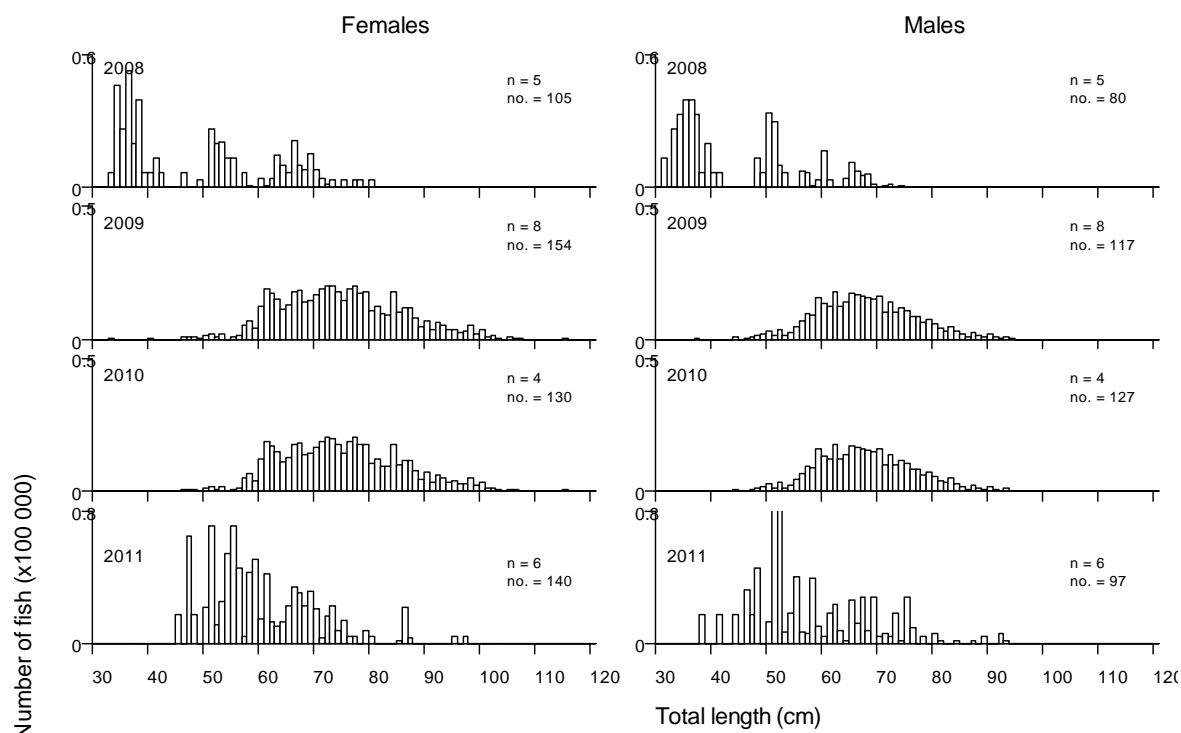 Females
Males
0.6
2008
n = 5
no. = 105
0
0.6
2008
n = 5
no. = 80
0
0.5
2009
n = 8
no. = 154
0
0.5
2009
n = 8
no. = 117
0
0.5
2010
n = 4
no. = 130
0
0.5
2010
n = 4
no. = 127
0
0.8
2011
n = 6
no. = 140
0
0.8
2011
n = 6
no. = 97
0
30 40 50 60 70 80 90 100 110 120
30 40 50 60 70 80 90 100 110 120
Number of fish (x100 000)
Total length (cm)